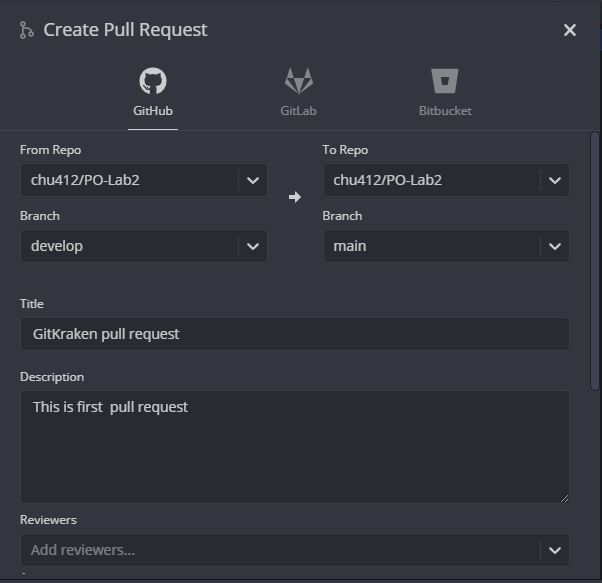 Create Pull Request
GitHub GitLab Bitbucket
From Repo To Repo
chu412/PO-Lab2 chu412/PO-Lab2
Branch Branch
develop main
Title
GitKraken pull request
Description
This is first  pull request
Reviewers
Add reviewers...